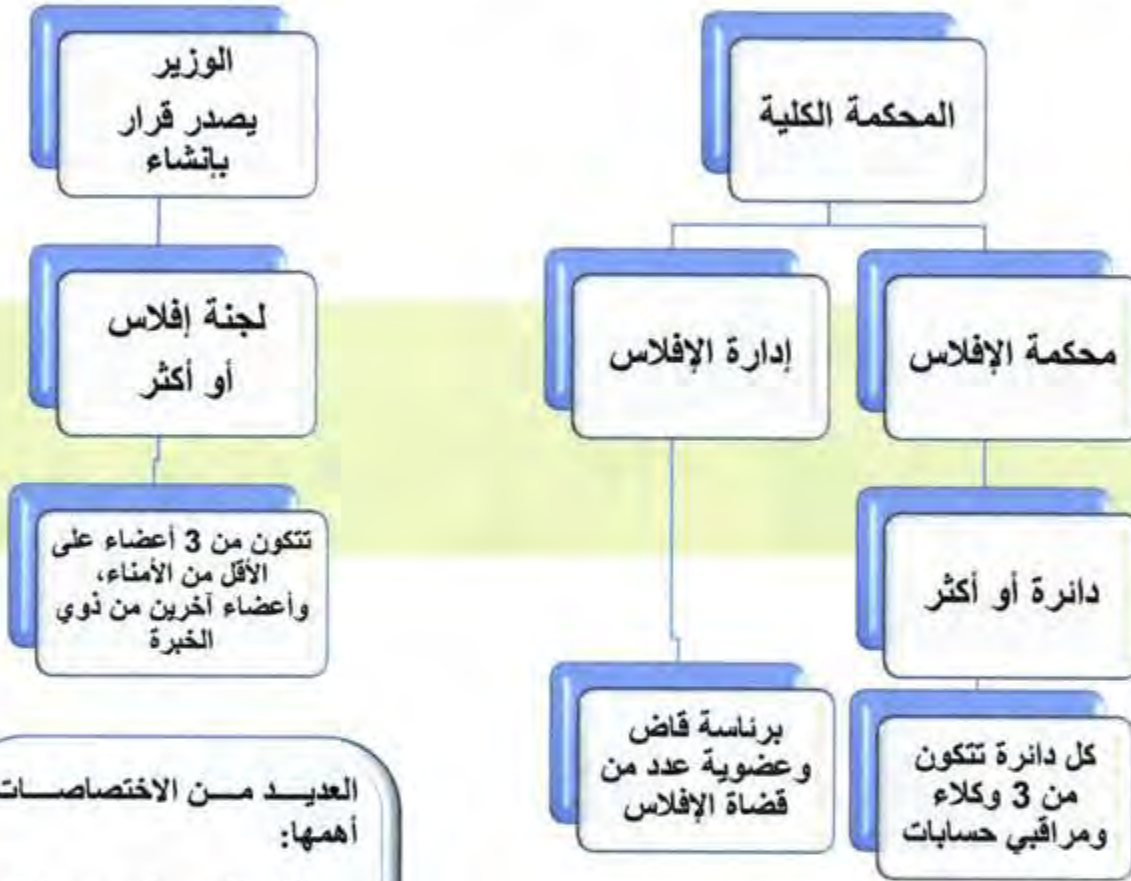 المحكمة الكلية
محكمة الإفلاس
إدارة الإفلاس
دائرة أو أكثر
كل دائرة تتكون
من 3 وكلاء
ومراقبي حسابات
برئاسة قاض
وعضوية عدد من
قضاة الإفلاس
الوزير
يصدر قرار
بإنشاء
لجنة إفلاس
أو أكثر
تتكون من 3 أعضاء على
الأقل من الأمناء،
وأعضاء آخرين من ذوي
الخبرة
العديد من الاختصاصات
أهمها: